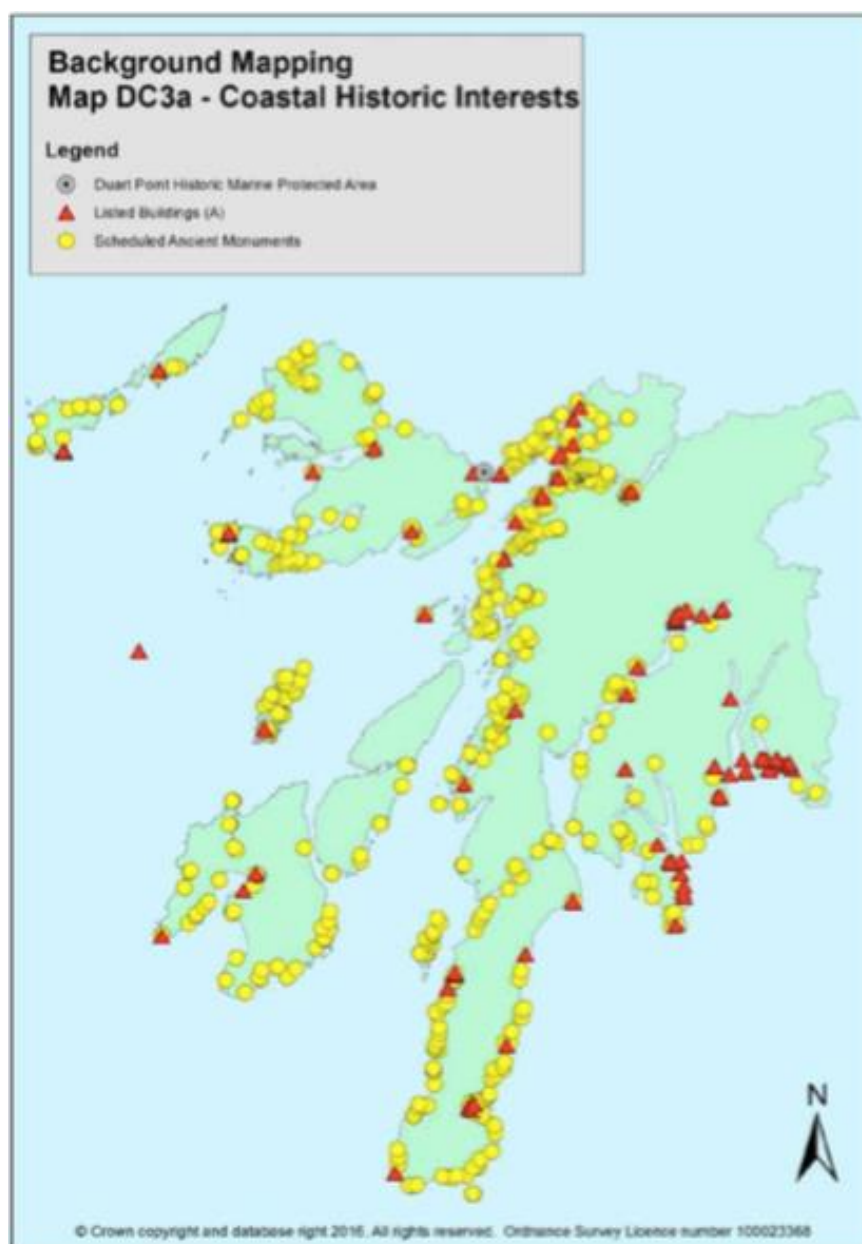 Background Mapping
Map DC3a - Coastal Historic Interests
Legend
Duart Point Historic Marine Protected Area
Listed Buildings (A)
Scheduled Ancient Monuments
N
© Crown copyright and database right 2016. All rights reserved. Ordnance Survey Licence number 100023368